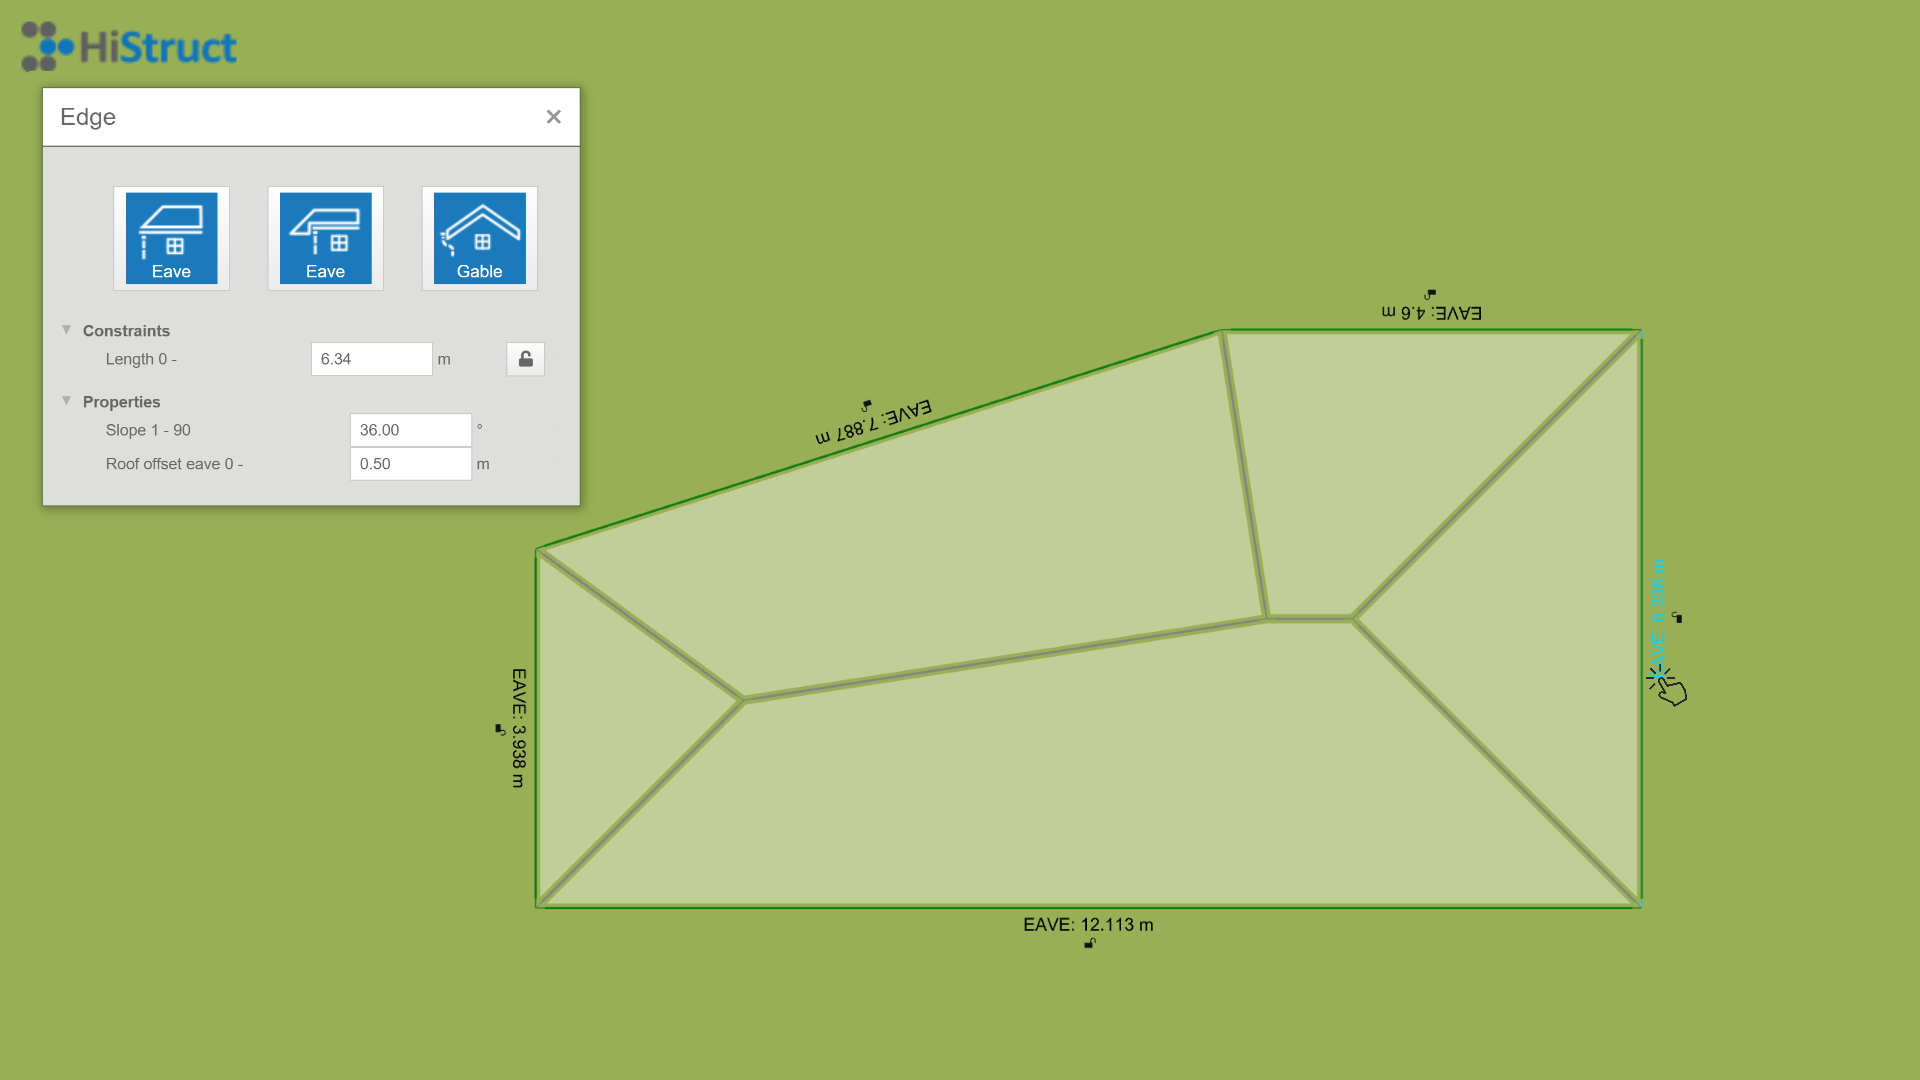 HiStruct
Edge
Eave
Eave
Gable
Constraints
Length 0 -
6.34
m
Properties
Slope 1 - 90
36.00
°
Roof offset eave 0 -
0.50
m
EAVE: 4.6 m
EAVE: 7.887 m
EAVE: 6.338 m
EAVE: 3.938 m
EAVE: 12.113 m